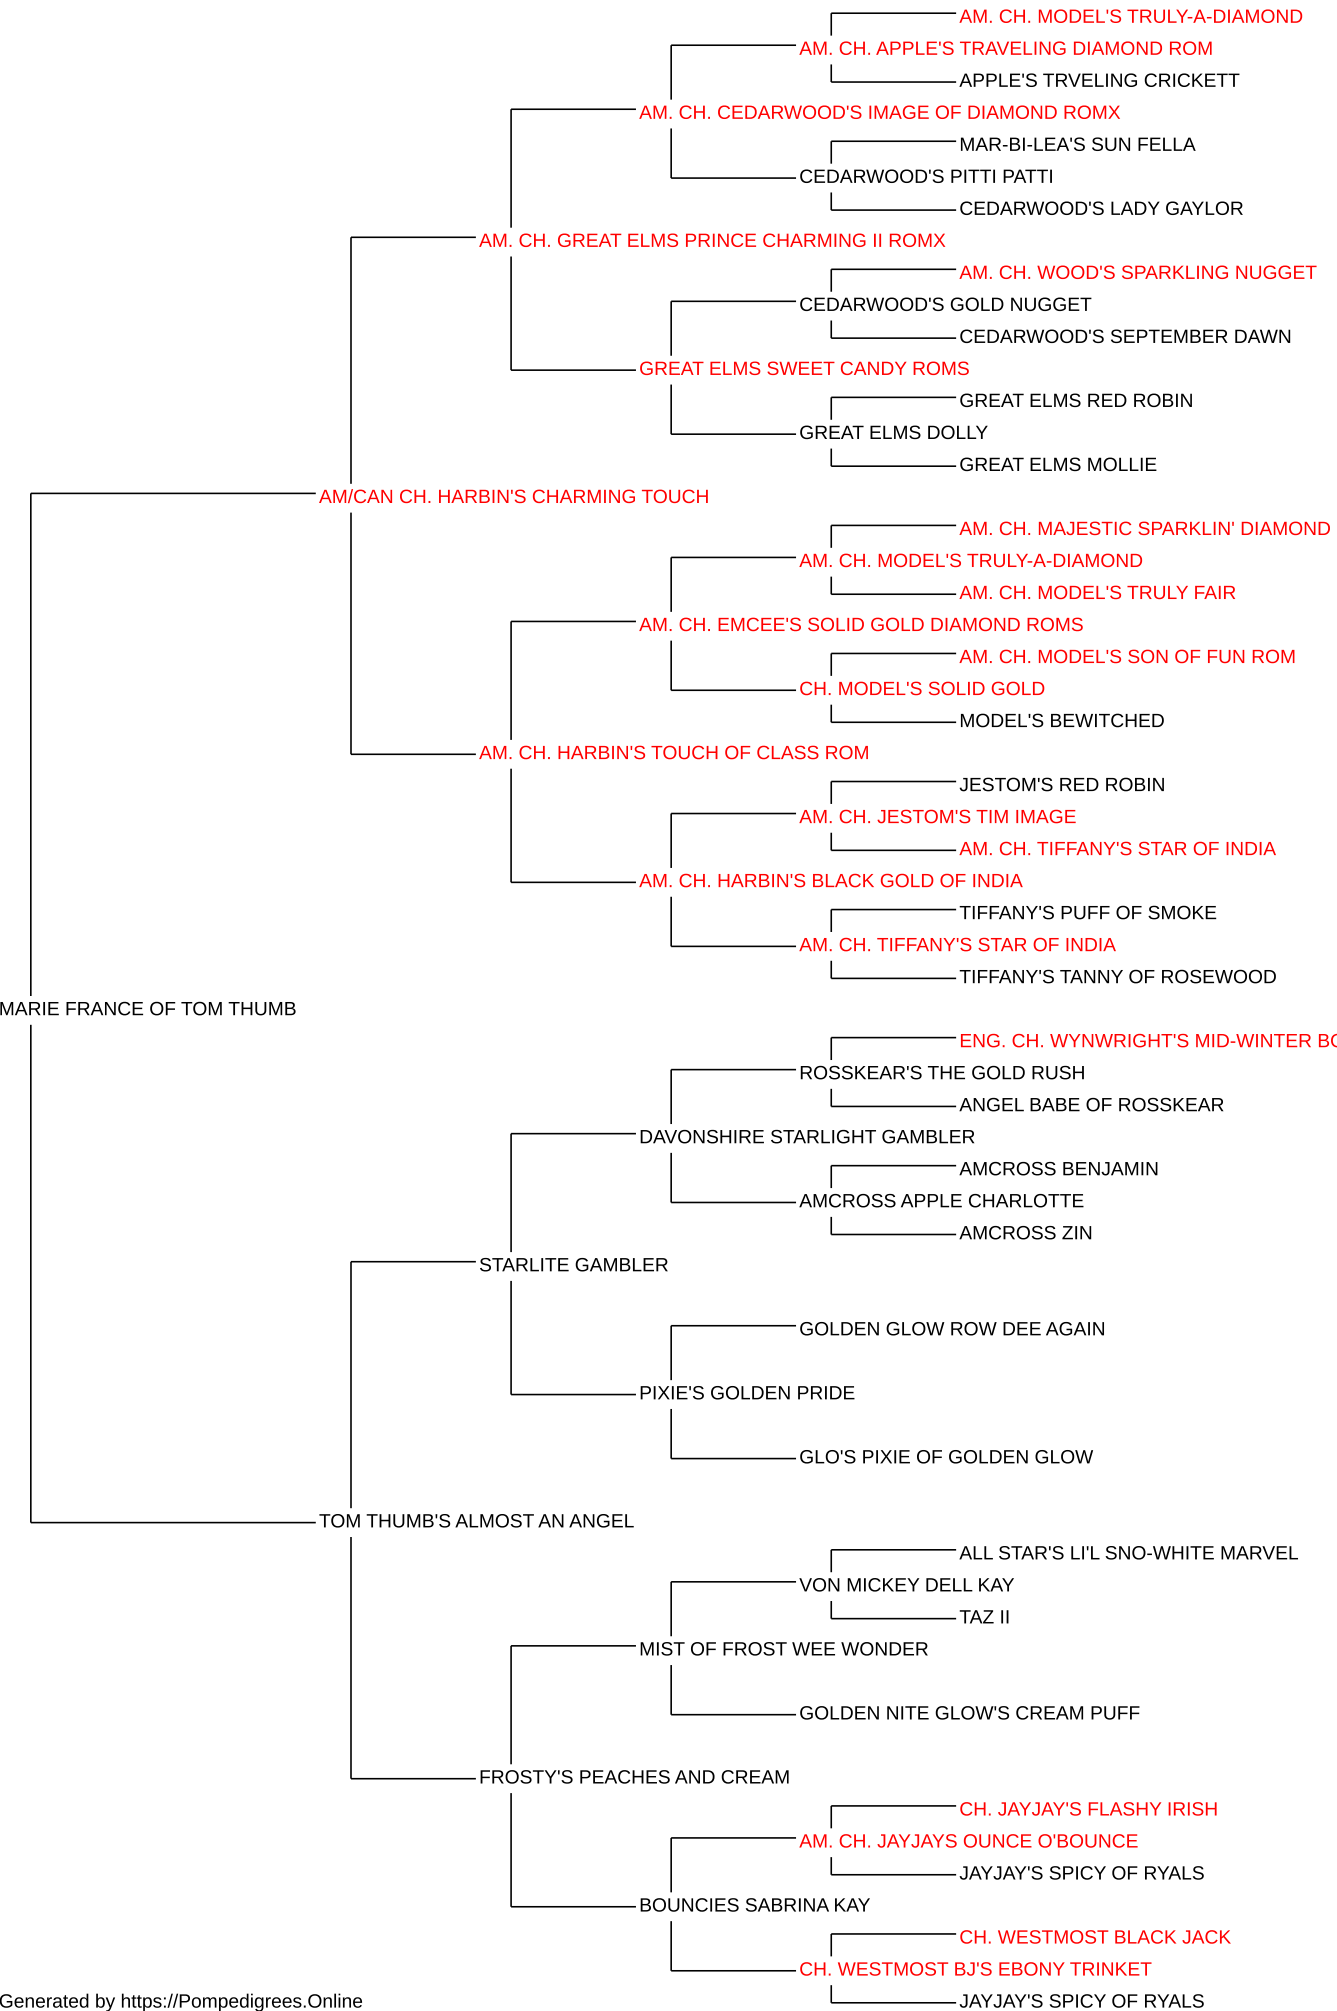 AM. CH. MODEL'S TRULY-A-DIAMOND
AM. CH. APPLE'S TRAVELING DIAMOND ROM
APPLE'S TRVELING CRICKETT
AM. CH. CEDARWOOD'S IMAGE OF DIAMOND ROMX
MAR-BI-LEA'S SUN FELLA
CEDARWOOD'S PITTI PATTI
CEDARWOOD'S LADY GAYLOR
AM. CH. GREAT ELMS PRINCE CHARMING II ROMX
AM. CH. WOOD'S SPARKLING NUGGET
CEDARWOOD'S GOLD NUGGET
CEDARWOOD'S SEPTEMBER DAWN
GREAT ELMS SWEET CANDY ROMS
GREAT ELMS RED ROBIN
GREAT ELMS DOLLY
GREAT ELMS MOLLIE
AM/CAN CH. HARBIN'S CHARMING TOUCH
AM. CH. MAJESTIC SPARKLIN' DIAMOND
AM. CH. MODEL'S TRULY-A-DIAMOND
AM. CH. MODEL'S TRULY FAIR
AM. CH. EMCEE'S SOLID GOLD DIAMOND ROMS
AM. CH. MODEL'S SON OF FUN ROM
CH. MODEL'S SOLID GOLD
MODEL'S BEWITCHED
AM. CH. HARBIN'S TOUCH OF CLASS ROM
JESTOM'S RED ROBIN
AM. CH. JESTOM'S TIM IMAGE
AM. CH. TIFFANY'S STAR OF INDIA
AM. CH. HARBIN'S BLACK GOLD OF INDIA
TIFFANY'S PUFF OF SMOKE
AM. CH. TIFFANY'S STAR OF INDIA
TIFFANY'S TANNY OF ROSEWOOD
MARIE FRANCE OF TOM THUMB
ENG. CH. WYNWRIGHT'S MID-WINTER
ROSSKEAR'S THE GOLD RUSH
ANGEL BABE OF ROSSKEAR
DAVONSHIRE STARLIGHT GAMBLER
AMCROSS BENJAMIN
AMCROSS APPLE CHARLOTTE
AMCROSS ZIN
STARLITE GAMBLER
GOLDEN GLOW ROW DEE AGAIN
PIXIE'S GOLDEN PRIDE
GLO'S PIXIE OF GOLDEN GLOW
TOM THUMB'S ALMOST AN ANGEL
ALL STAR'S LI'L SNO-WHITE MARVEL
VON MICKEY DELL KAY
TAZ II
MIST OF FROST WEE WONDER
GOLDEN NITE GLOW'S CREAM PUFF
FROSTY'S PEACHES AND CREAM
CH. JAYJAY'S FLASHY IRISH
AM. CH. JAYJAYS OUNCE O'BOUNCE
JAYJAY'S SPICY OF RYALS
BOUNCIES SABRINA KAY
CH. WESTMOST BLACK JACK
CH. WESTMOST BJ'S EBONY TRINKET
JAYJAY'S SPICY OF RYALS
Generated by https://Pompedigrees.Online